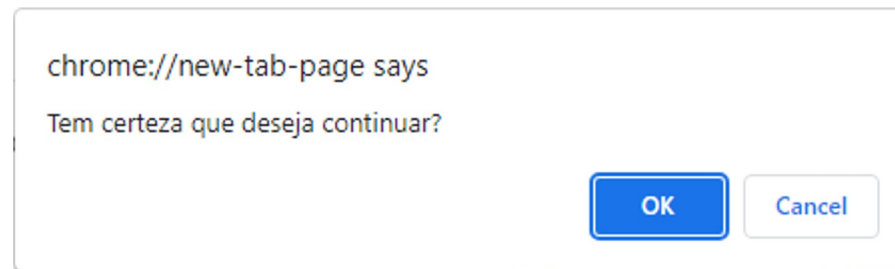 chrome://new-tab-page says
Tem certeza que deseja continuar?
OK Cancel